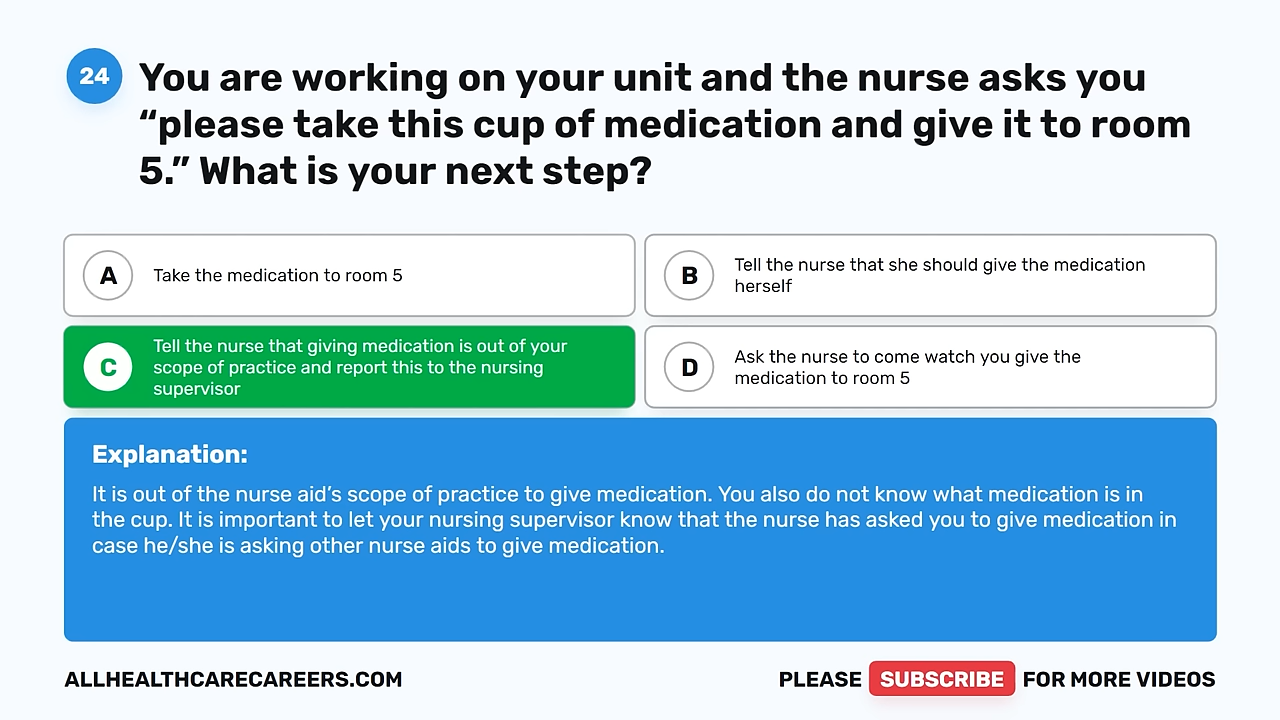 24
You are working on your unit and the nurse asks you
“please take this cup of medication and give it to room
5.” What is your next step?
A
Take the medication to room 5
B
Tell the nurse that she should give the medication
herself
C
Tell the nurse that giving medication is out of your
scope of practice and report this to the nursing
supervisor
D
Ask the nurse to come watch you give the
medication to room 5
Explanation:
It is out of the nurse aid’s scope of practice to give medication. You also do not know what medication is in
the cup. It is important to let your nursing supervisor know that the nurse has asked you to give medication in
case he/she is asking other nurse aids to give medication.
ALLHEALTHCARECAREERS.COM
PLEASE SUBSCRIBE FOR MORE VIDEOS